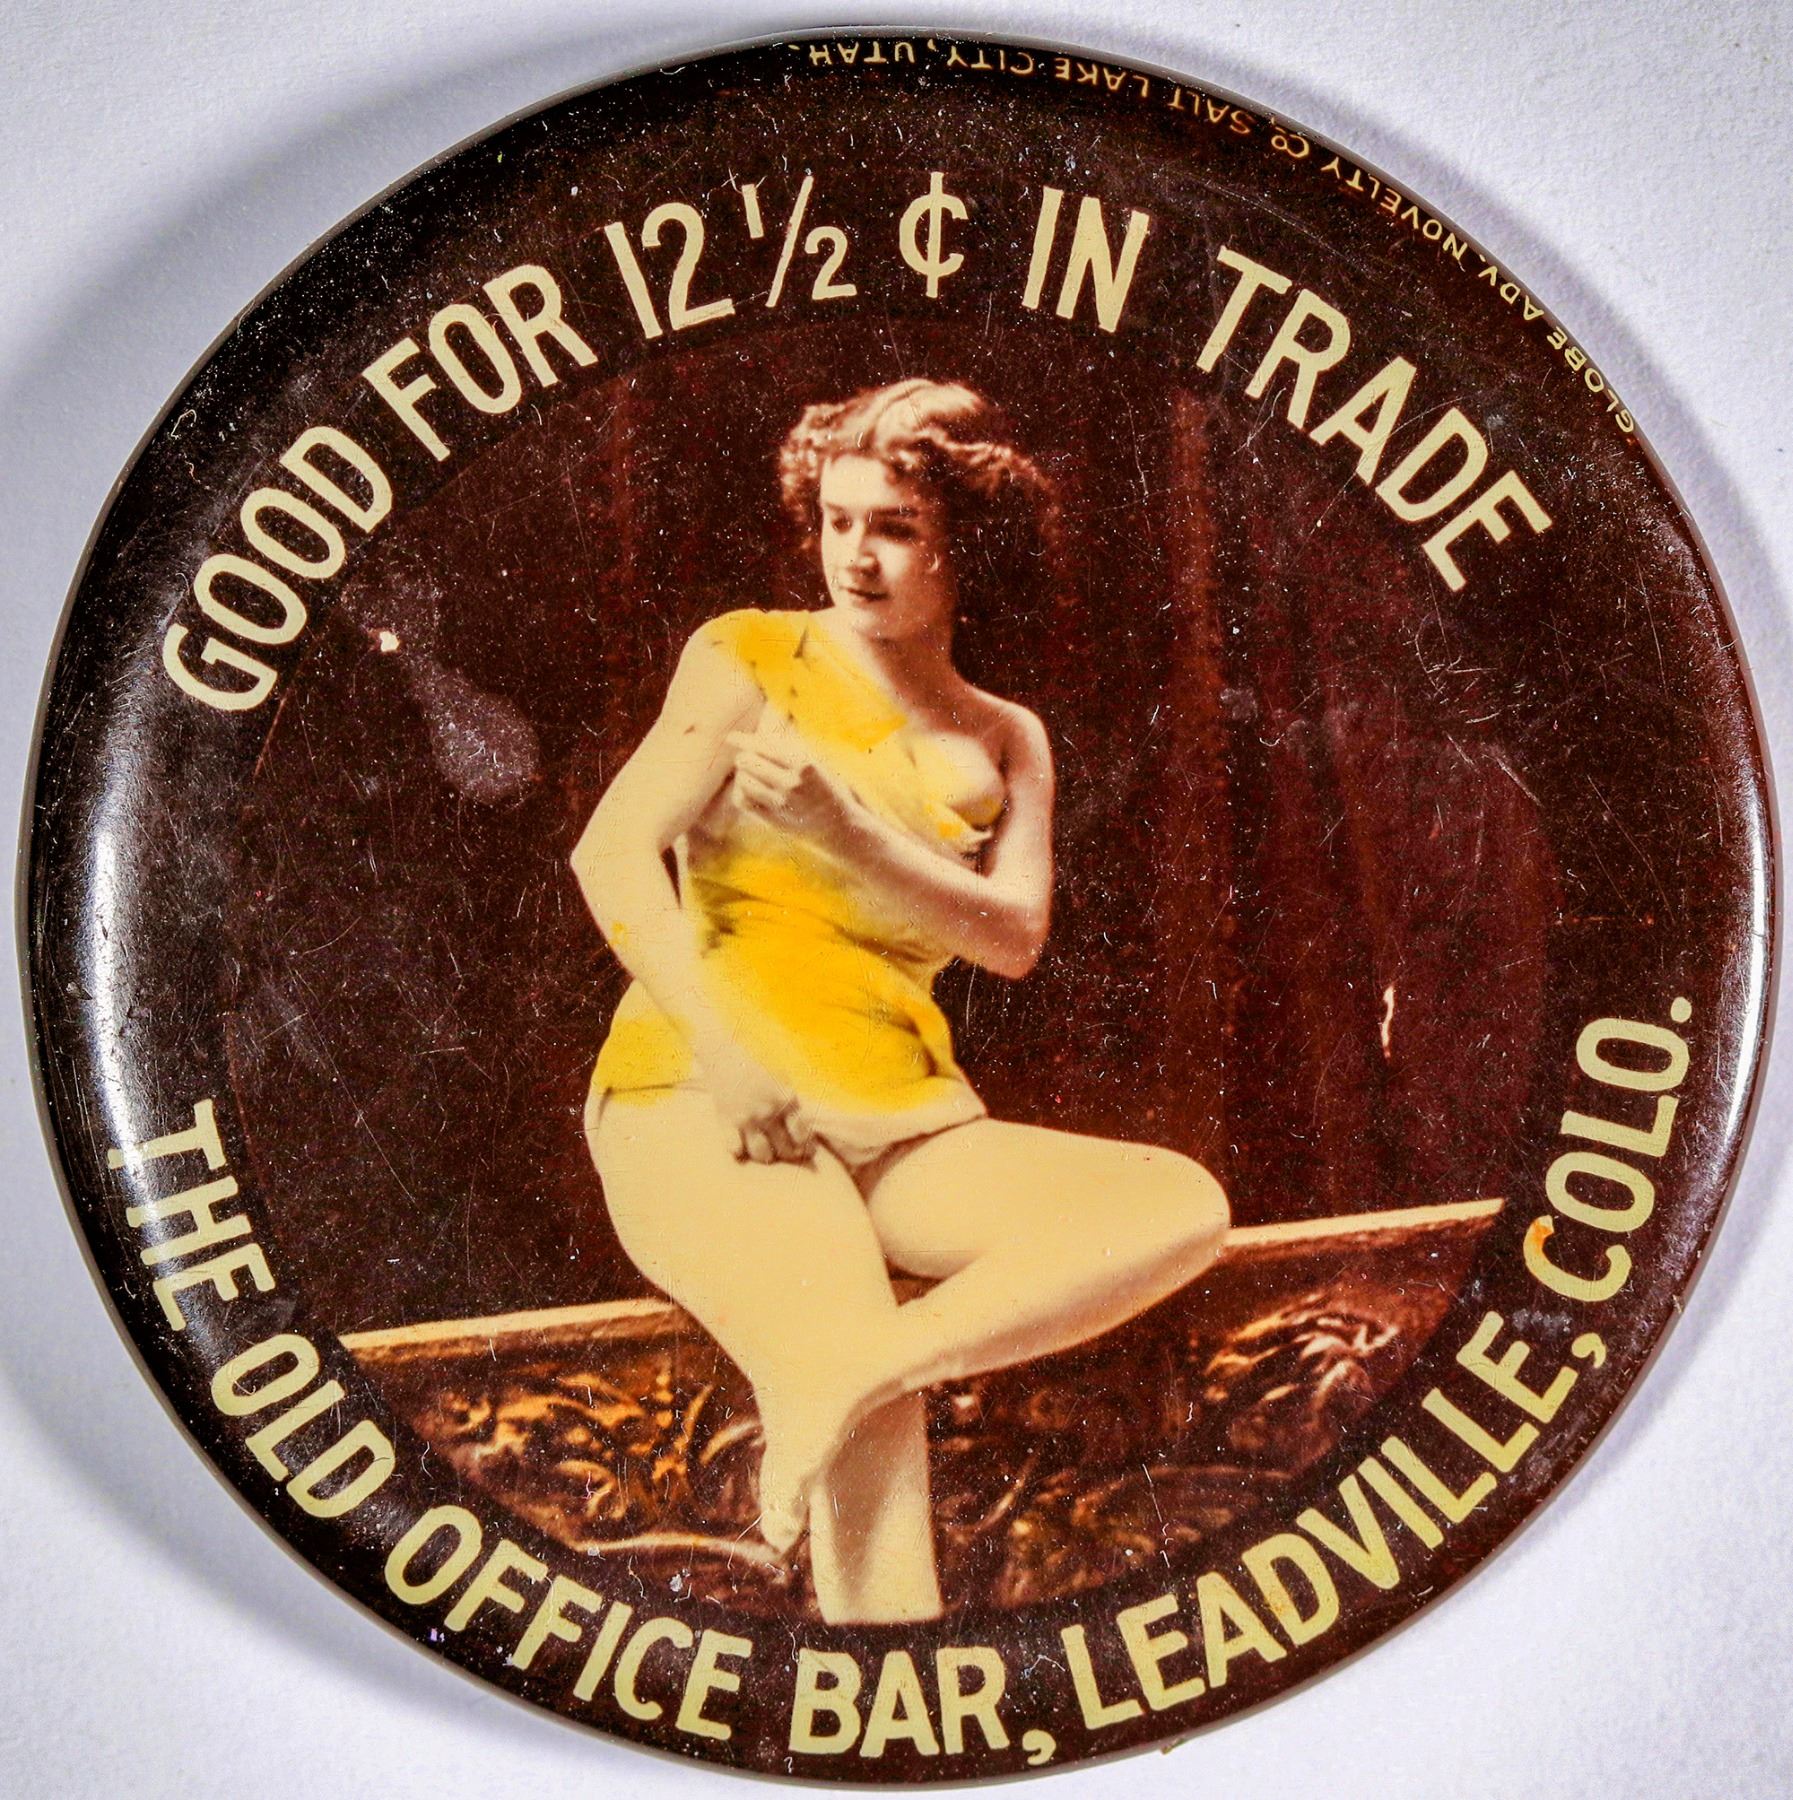 GOOD FOR 12 ½ ¢ IN TRADE
THE OLD OFFICE BAR, LEADVILLE, COLO.
GLOBE ADV. NOVELTY CO. SALT LAKE CITY, UTAH.